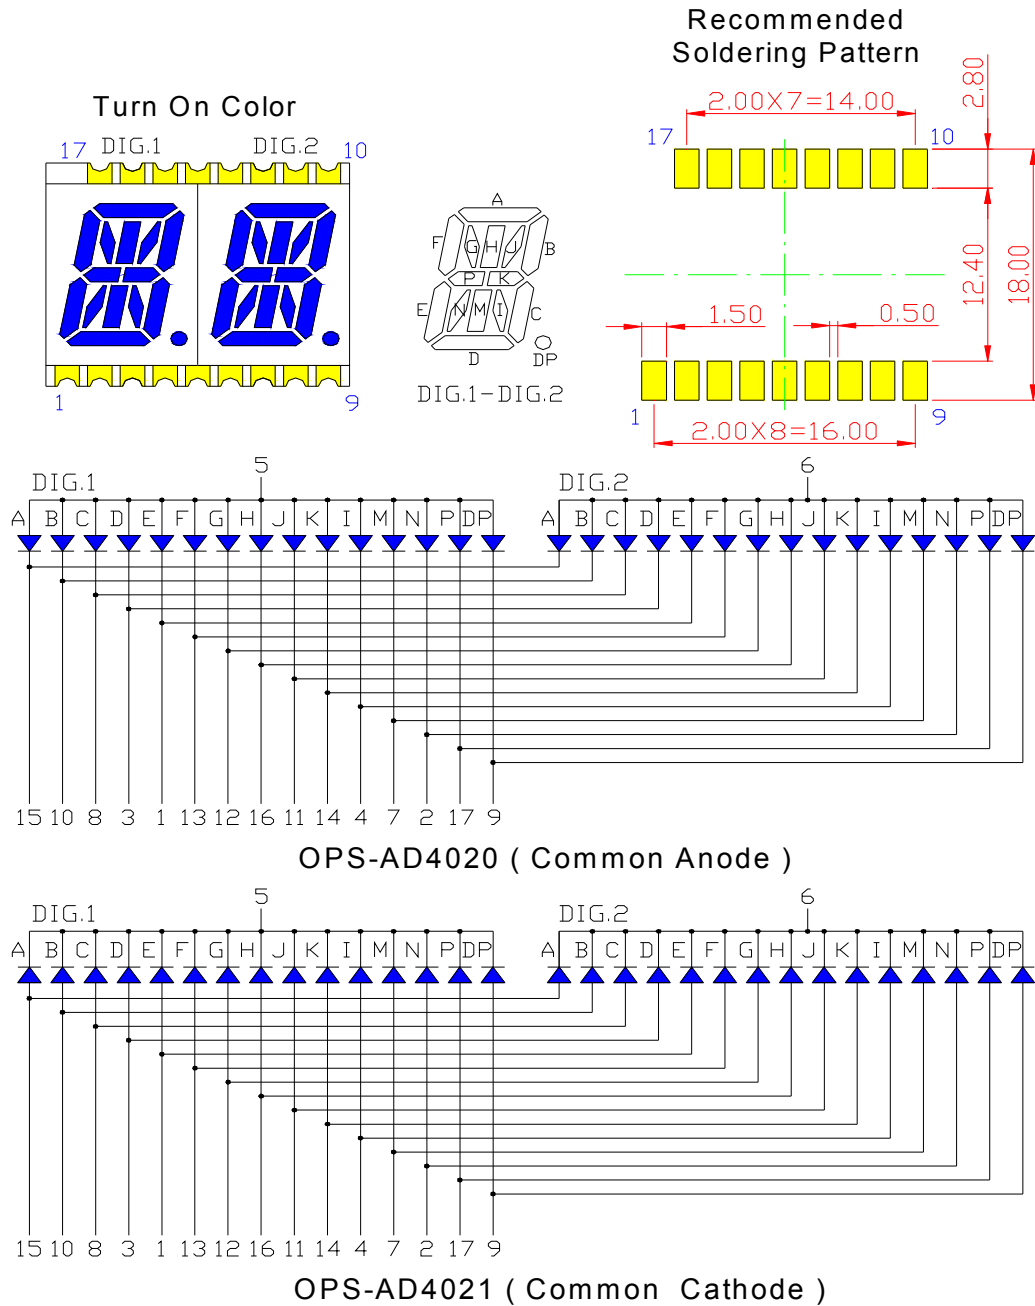 Recommended
Soldering Pattern
Turn On Color
DIG.1 DIG.2
17 10
1 9
A
F G H J B
P K
E N M I C
D DP
DIG.1-DIG.2
2.00X7=14.00
2.80
17 10
12.40
18.00
1.50 0.50
1 9
2.00X8=16.00
DIG.1 5 DIG.2 6
A B C D E F G H J K I M N P DP A B C D E F G H J K I M N P DP
15 10 8 3 1 13 12 16 11 14 4 7 2 17 9
OPS-AD4020 ( Common Anode )
DIG.1 5 DIG.2 6
A B C D E F G H J K I M N P DP A B C D E F G H J K I M N P DP
15 10 8 3 1 13 12 16 11 14 4 7 2 17 9
OPS-AD4021 ( Common Cathode )